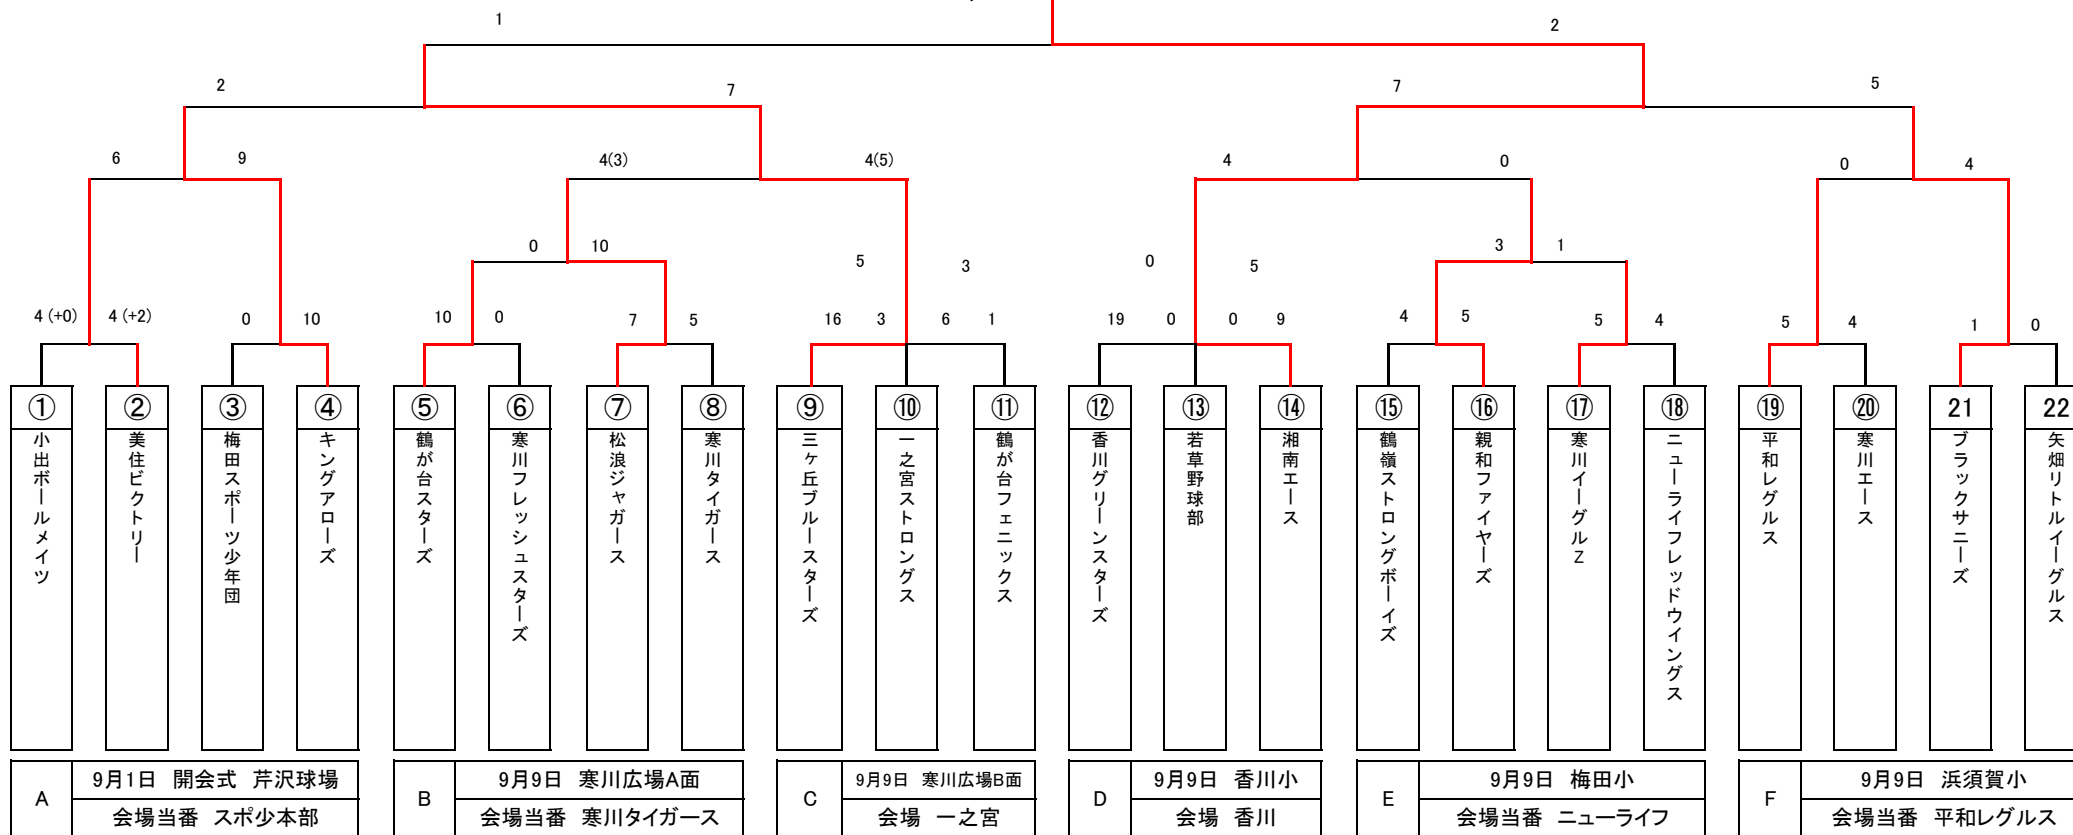 1
2
2
7
7
5
6
9
4(3)
4(5)
4
0
0
4
0
10
5
3
0
5
3
1
4 (+0)
4 (+2)
0
10
10
0
7
5
16
3
6
1
19
0
0
9
4
5
5
4
5
4
1
0
① ② ③ ④ ⑤ ⑥ ⑦ ⑧ ⑨ ⑩ ⑪ ⑫ ⑬ ⑭ ⑮ ⑯ ⑰ ⑱ ⑲ ⑳ 21 22
小出ボールメイツ
美住ビクトリー
梅田スポーツ少年団
キングアローズ
鶴が台スターズ
寒川フレッシュスターズ
松浪ジャガース
寒川タイガース
三ケ丘ブルースターズ
一之宮ストロングス
鶴が台フェニックス
香川グリーンスターズ
若草野球部
湘南エース
鶴嶺ストロングボーイズ
親和ファイヤーズ
寒川イーグルZ
ニューライフレッドウイングス
平和レグルス
寒川エース
ブラックサニーズ
矢畑リトルイーグルス
A
9月1日 開会式 芹沢球場
会場当番 スポ少本部
B
9月9日 寒川広場A面
会場当番 寒川タイガース
C
9月9日 寒川広場B面
会場 一之宮
D
9月9日 香川小
会場 香川
E
9月9日 梅田小
会場当番 ニューライフ
F
9月9日 浜須賀小
会場当番 平和レグルス